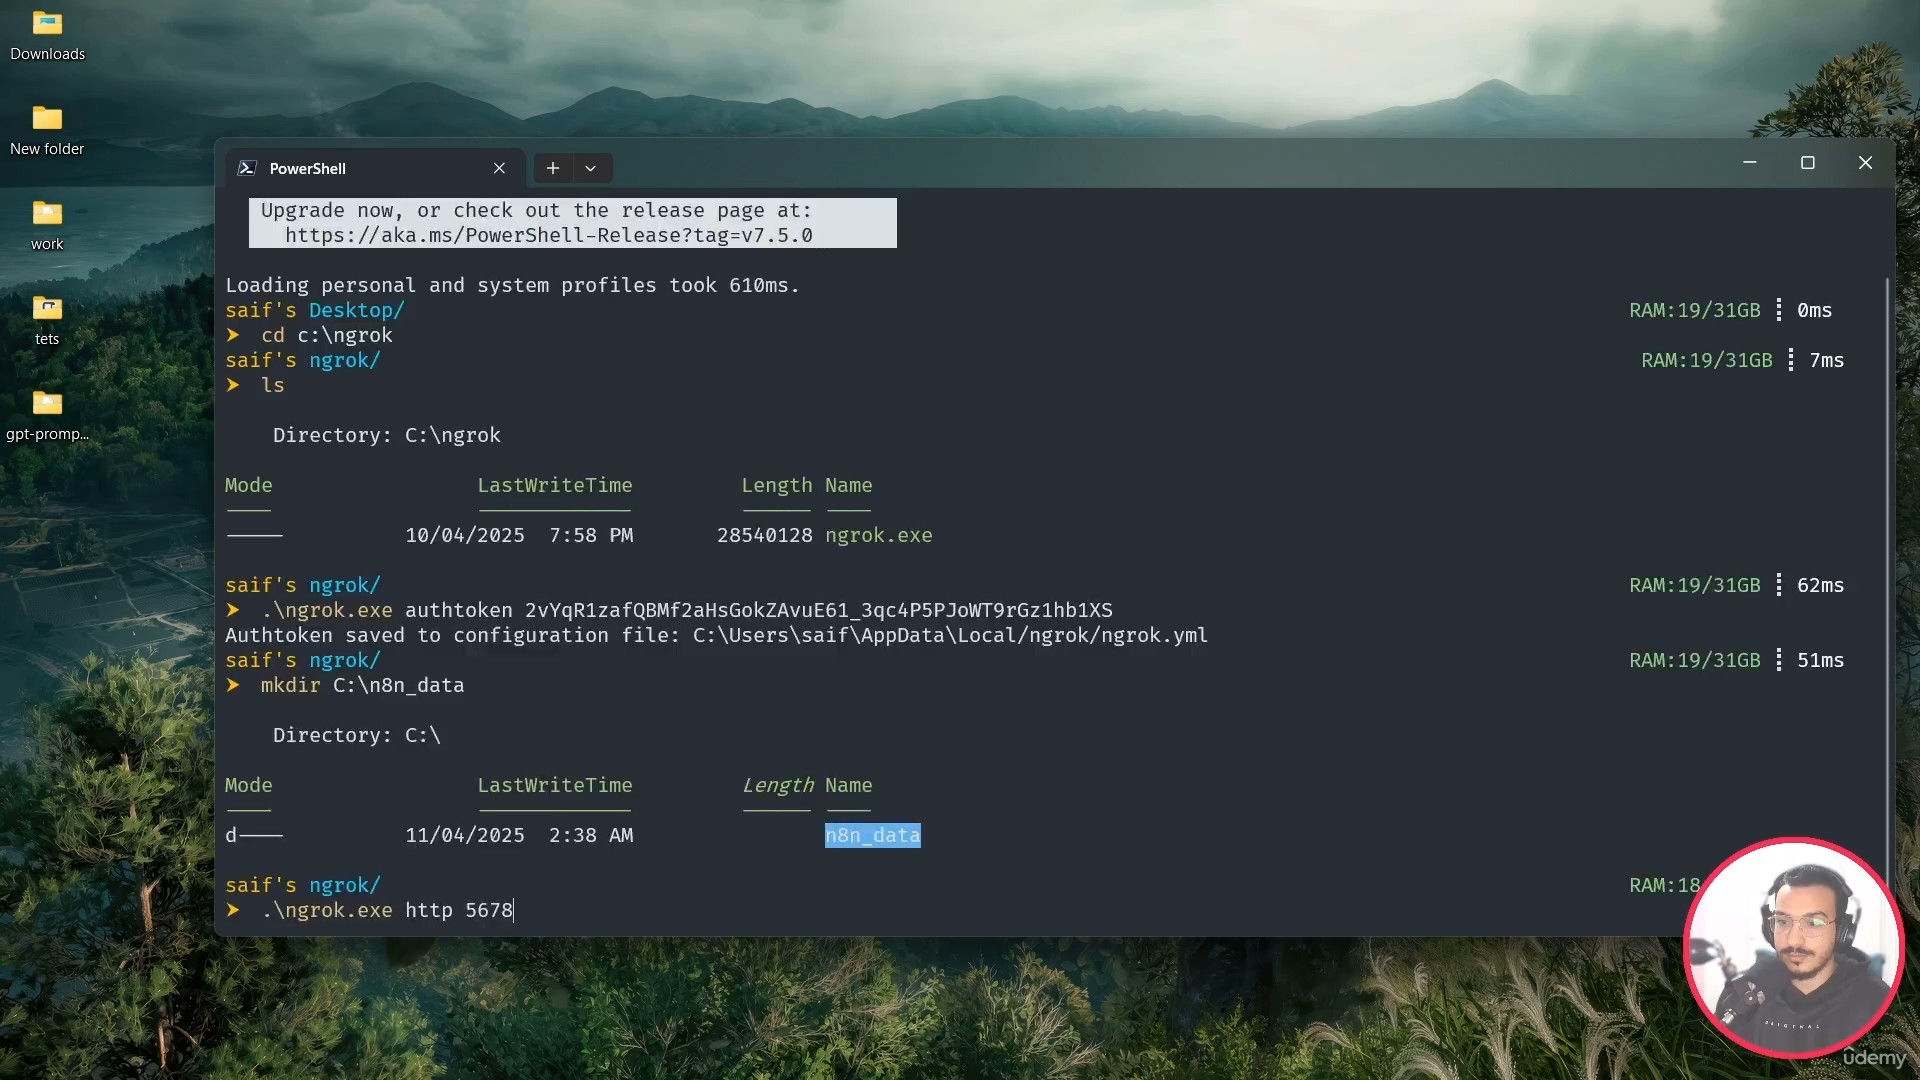 Downloads
New folder
work
tets
gpt-promp...
PowerShell
Upgrade now, or check out the release page at:
https://aka.ms/PowerShell-Release?tag=v7.5.0
Loading personal and system profiles took 610ms.
saif's Desktop/ RAM:19/31GB 0ms
➤ cd c:\ngrok
saif's ngrok/ RAM:19/31GB 7ms
➤ ls
Directory: C:\ngrok
Mode LastWriteTime Length Name
---- ------------- ------ ----
----- 10/04/2025 7:58 PM 28540128 ngrok.exe
saif's ngrok/ RAM:19/31GB 62ms
➤ .\ngrok.exe authtoken 2vYqR1zafQBMf2aHsGokZAvuE61_3qc4P5PJoWT9rGz1hb1XS
Authtoken saved to configuration file: C:\Users\saif\AppData\Local/ngrok/ngrok.yml
saif's ngrok/ RAM:19/31GB 51ms
➤ mkdir C:\n8n_data
Directory: C:\
Mode LastWriteTime Length Name
---- ------------- ------ ----
d---- 11/04/2025 2:38 AM n8n_data
saif's ngrok/ RAM:18
➤ .\ngrok.exe http 5678
udemy